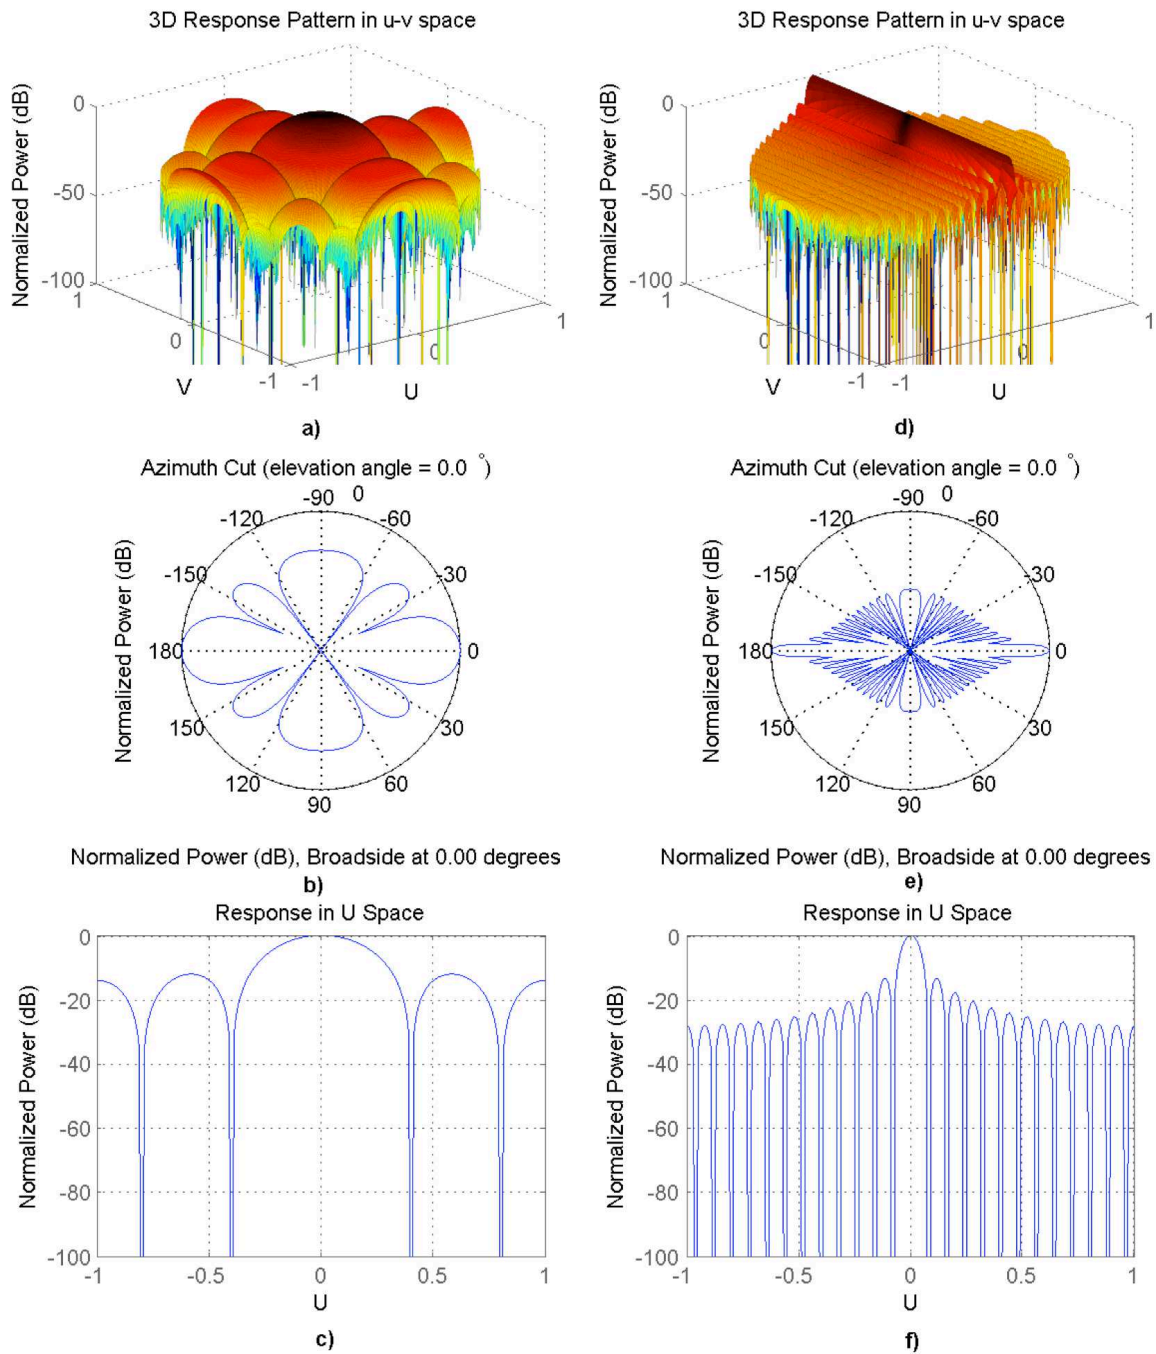 3D Response Pattern in u-v space
Normalized Power (dB)
0
-50
-100
1
0
-1
V
-1
0
1
U
a)
3D Response Pattern in u-v space
Normalized Power (dB)
0
-50
-100
1
0
-1
V
-1
0
1
U
d)
Azimuth Cut (elevation angle = 0.0 °)
Normalized Power (dB)
-90
0
-120
-60
-150
-30
180
0
150
30
120
60
90
Normalized Power (dB), Broadside at 0.00 degrees
b)
Azimuth Cut (elevation angle = 0.0 °)
Normalized Power (dB)
-90
0
-120
-60
-150
-30
180
0
150
30
120
60
90
Normalized Power (dB), Broadside at 0.00 degrees
e)
Response in U Space
Normalized Power (dB)
0
-20
-40
-60
-80
-100
-1
-0.5
0
0.5
1
U
c)
Response in U Space
Normalized Power (dB)
0
-20
-40
-60
-80
-100
-1
-0.5
0
0.5
1
U
f)